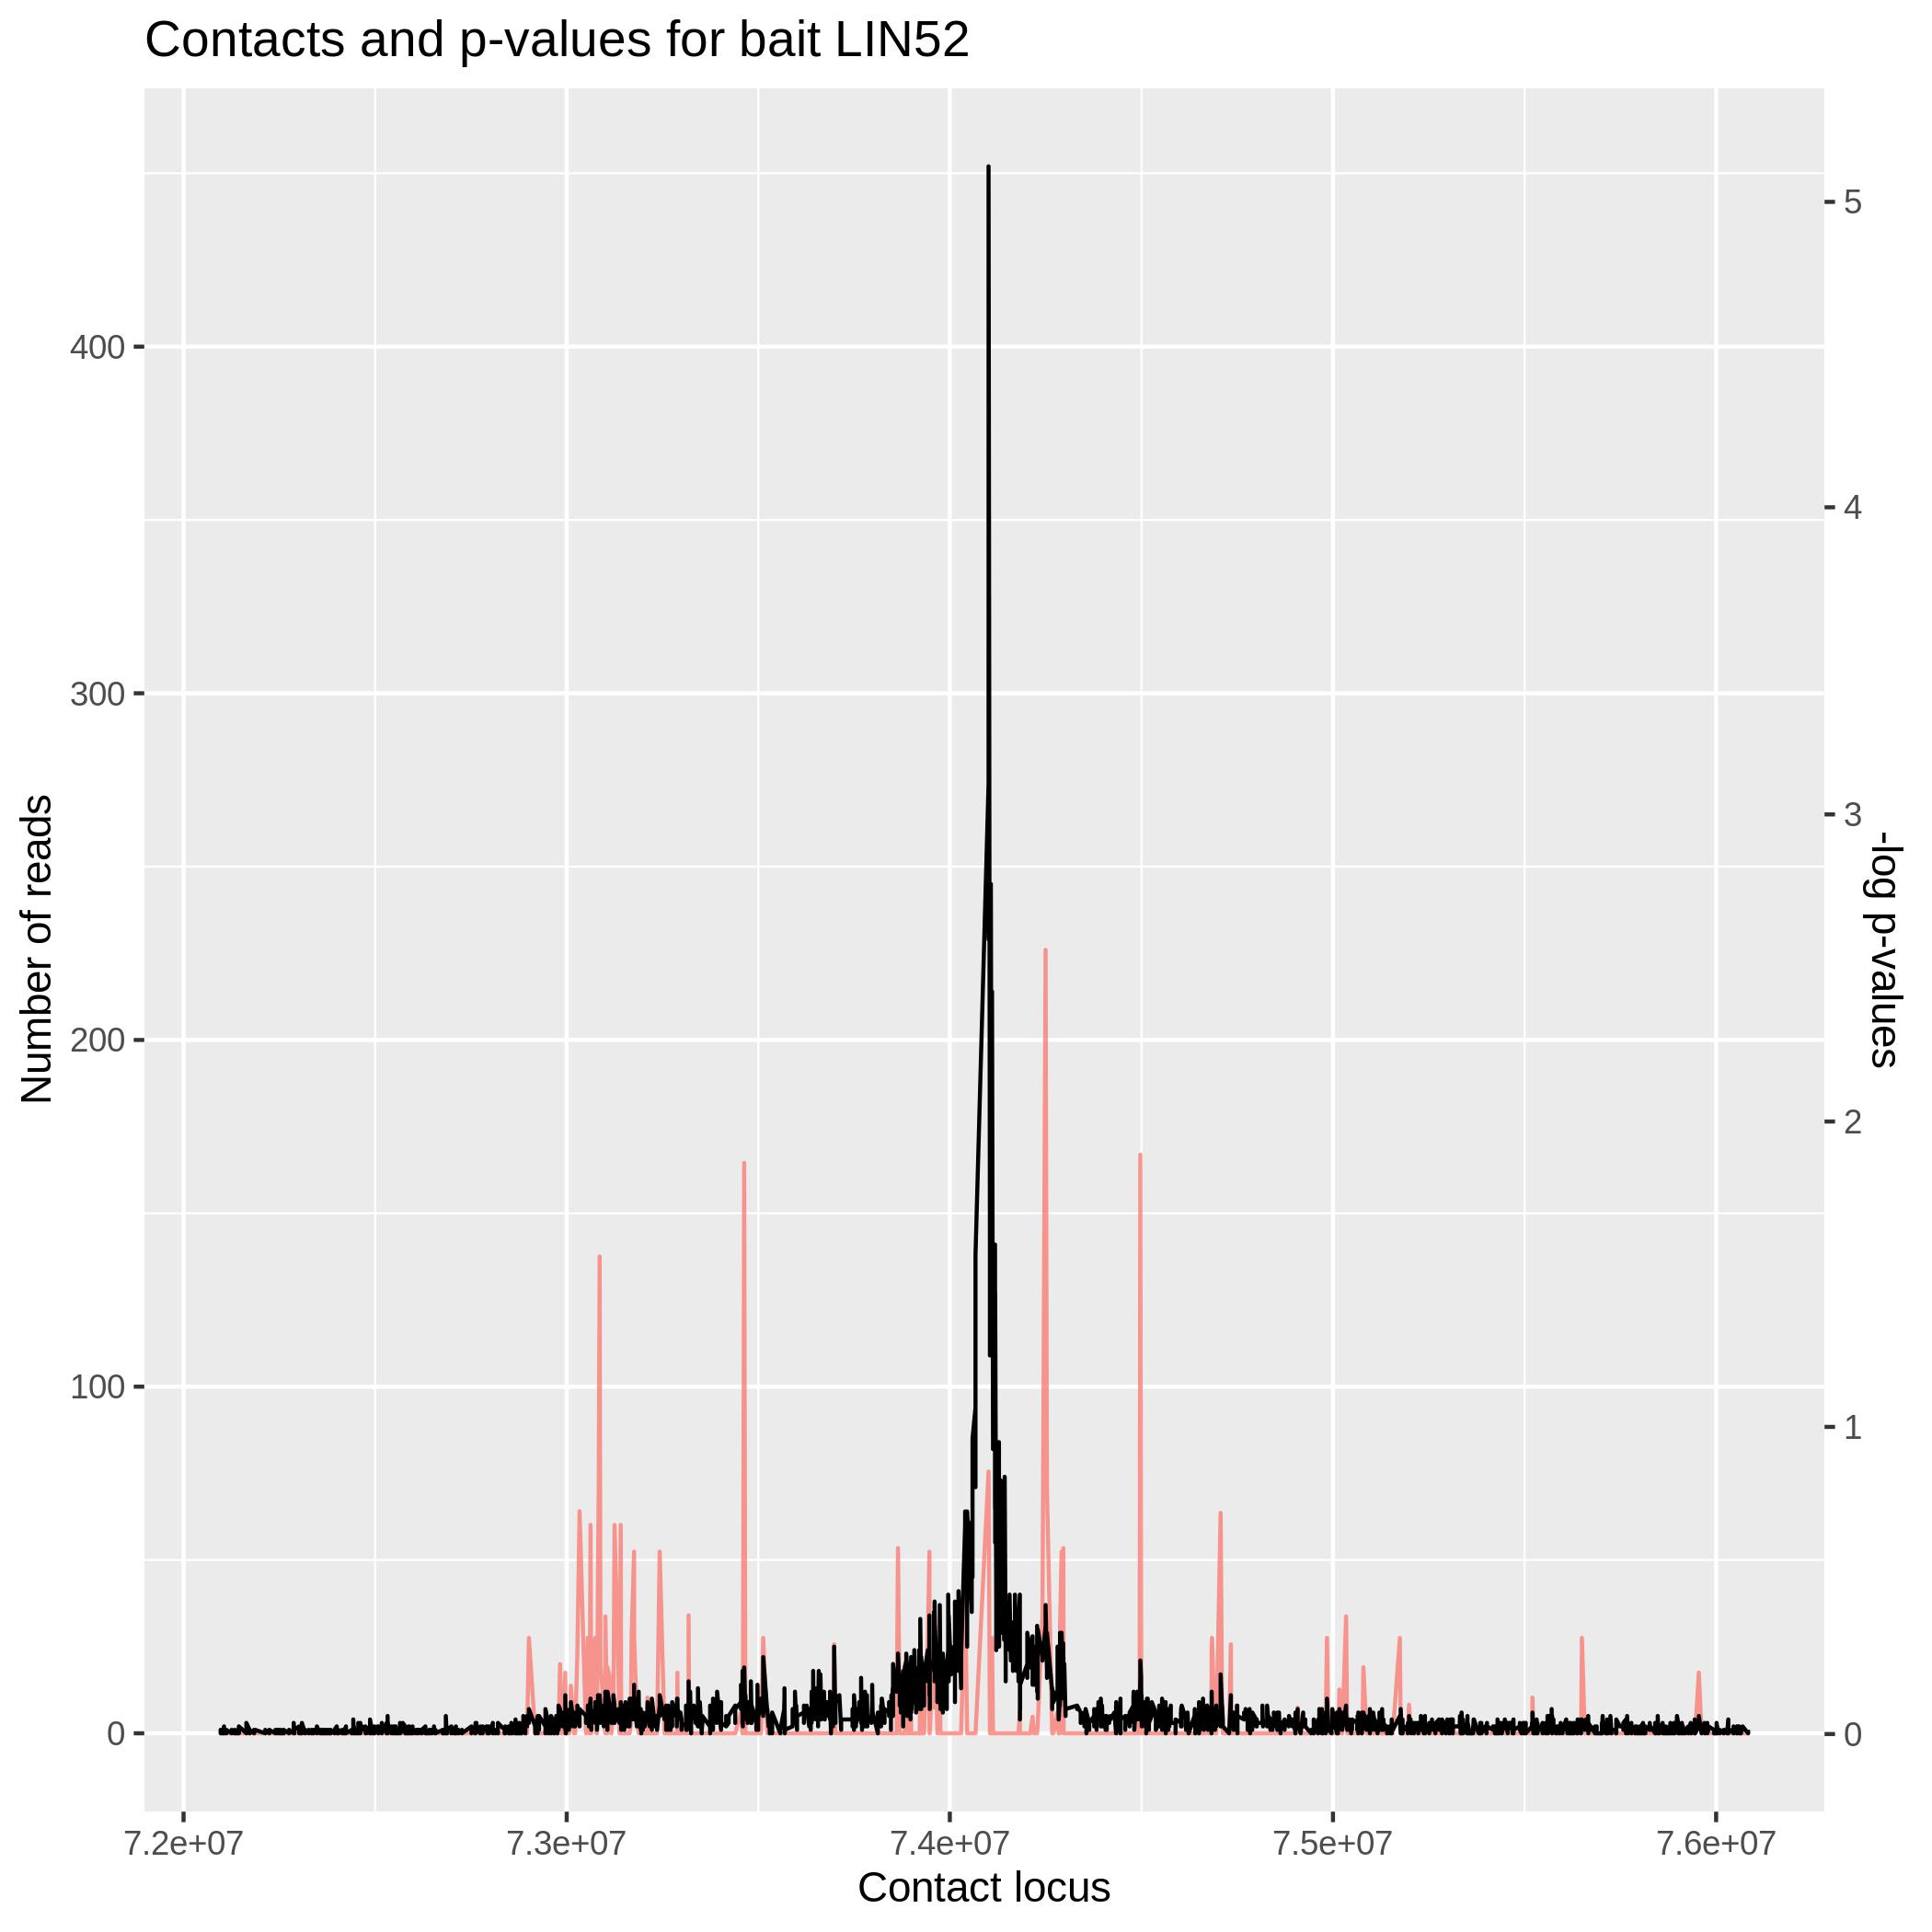 Contacts and p-values for bait LIN52
Number of reads
400
300
200
100
0
5
4
3
2
1
0
-log p-values
7.2e+07
7.3e+07
7.4e+07
7.5e+07
7.6e+07
Contact locus